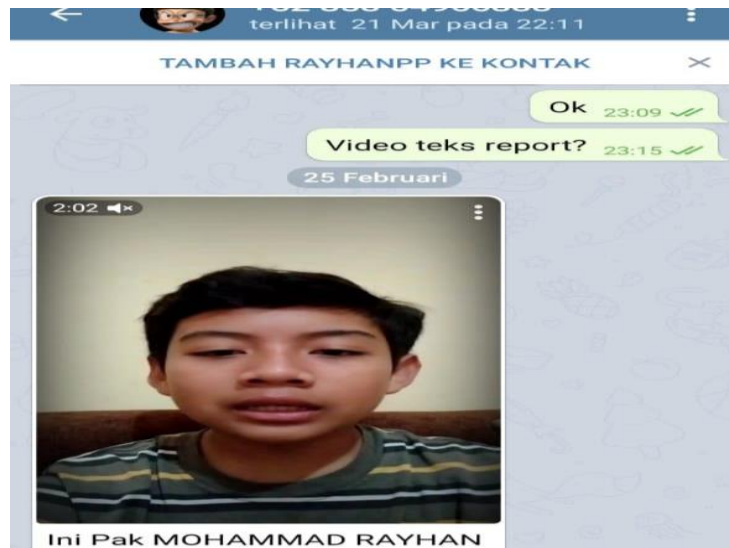 terlihat 21 Mar pada 22:11
TAMBAH RAYHANPP KE KONTAK
Ok 23:09
Video teks report? 23:15
25 Februari
2:02
Ini Pak MOHAMMAD RAYHAN